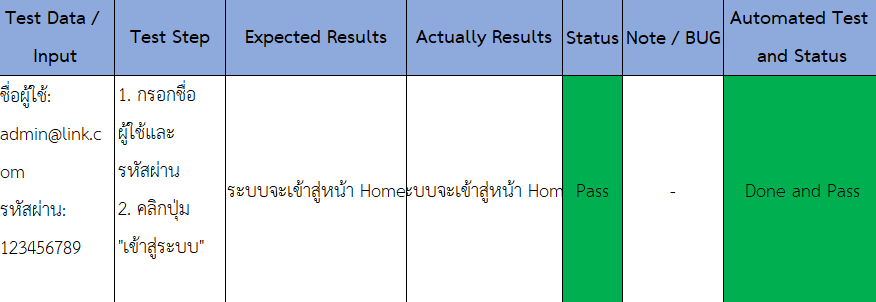 Test Data /
Input
Test Step
Expected Results
Actually Results
Status
Note / BUG
Automated Test
and Status
ชื่อผู้ใช้:
admin@link.c
om
รหัสผ่าน:
123456789
1. กรอกชื่อ
ผู้ใช้และ
รหัสผ่าน
2. คลิกปุ่ม
"เข้าสู่ระบบ"
ระบบจะเข้าสู่หน้า Home
ะบบจะเข้าสู่หน้า Hom
Pass
-
Done and Pass